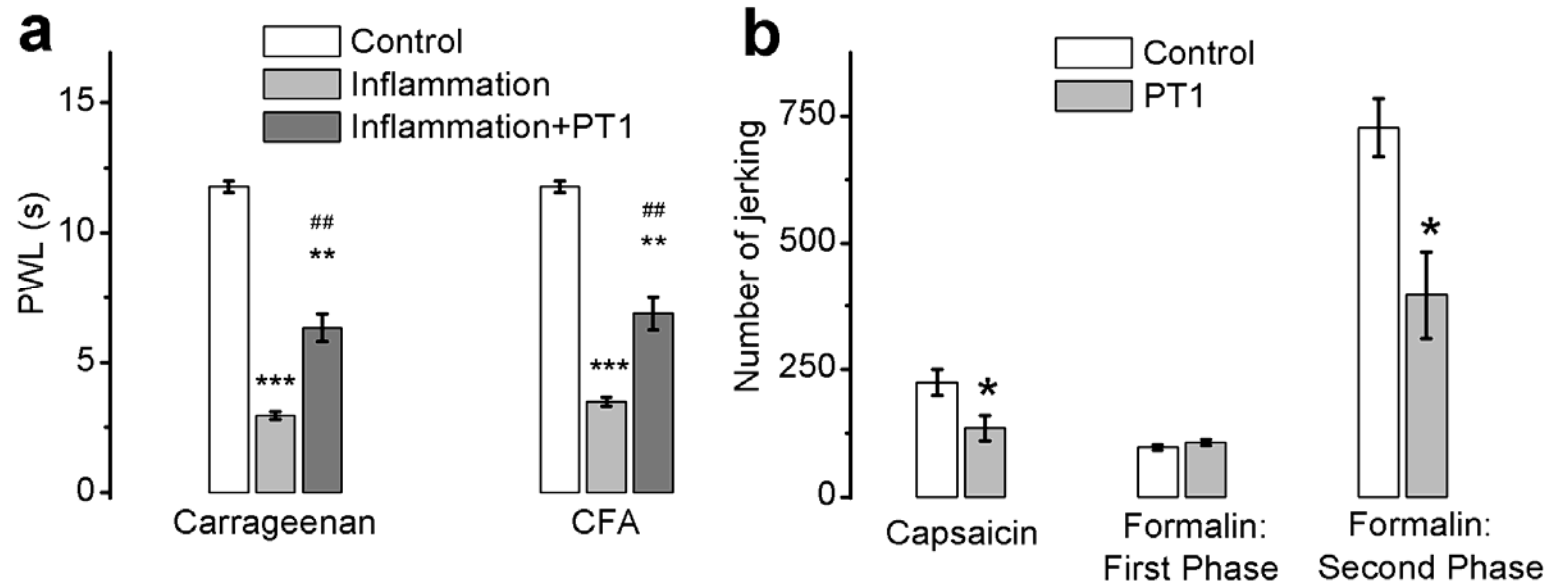 a
Control
Inflammation
Inflammation+PT1
PWL (s)
15
10
5
0
##
**
***
##
**
***
Carrageenan
CFA
b
Control
PT1
Number of jerking
750
500
250
0
*
*
Capsaicin
Formalin:
First Phase
Formalin:
Second Phase